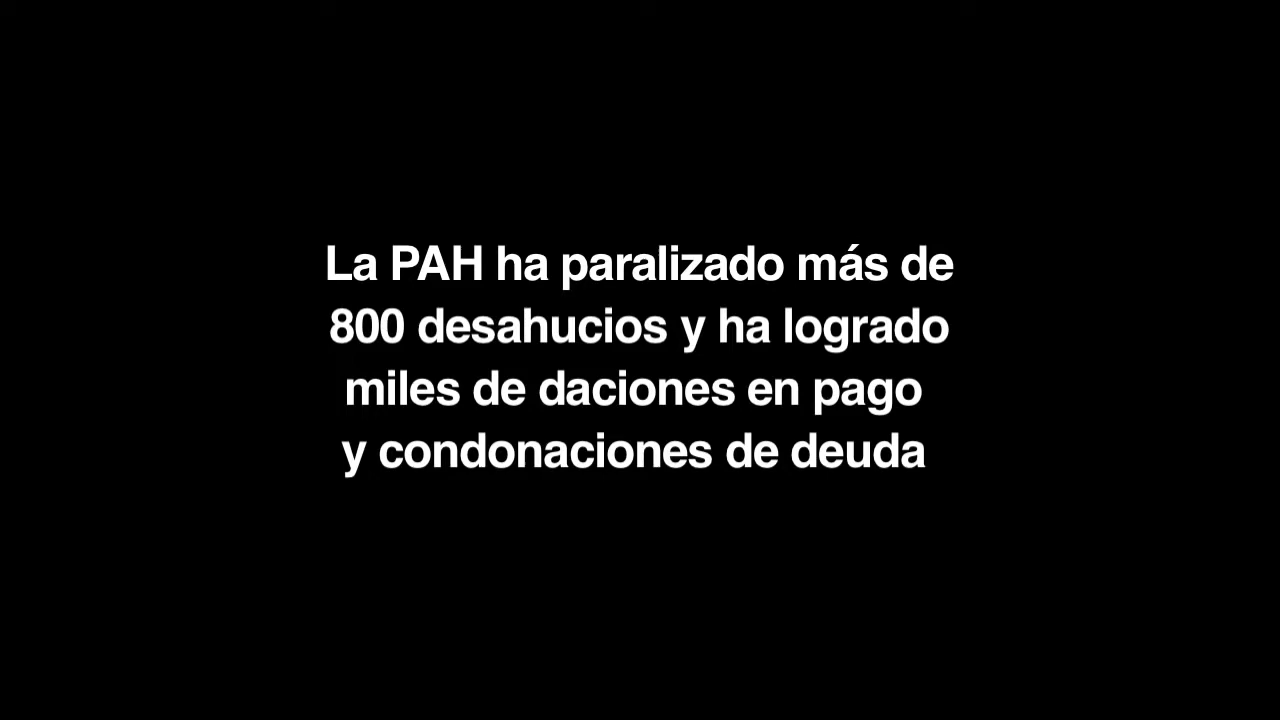 La PAH ha paralizado más de
800 desahucios y ha logrado
miles de daciones en pago
y condonaciones de deuda